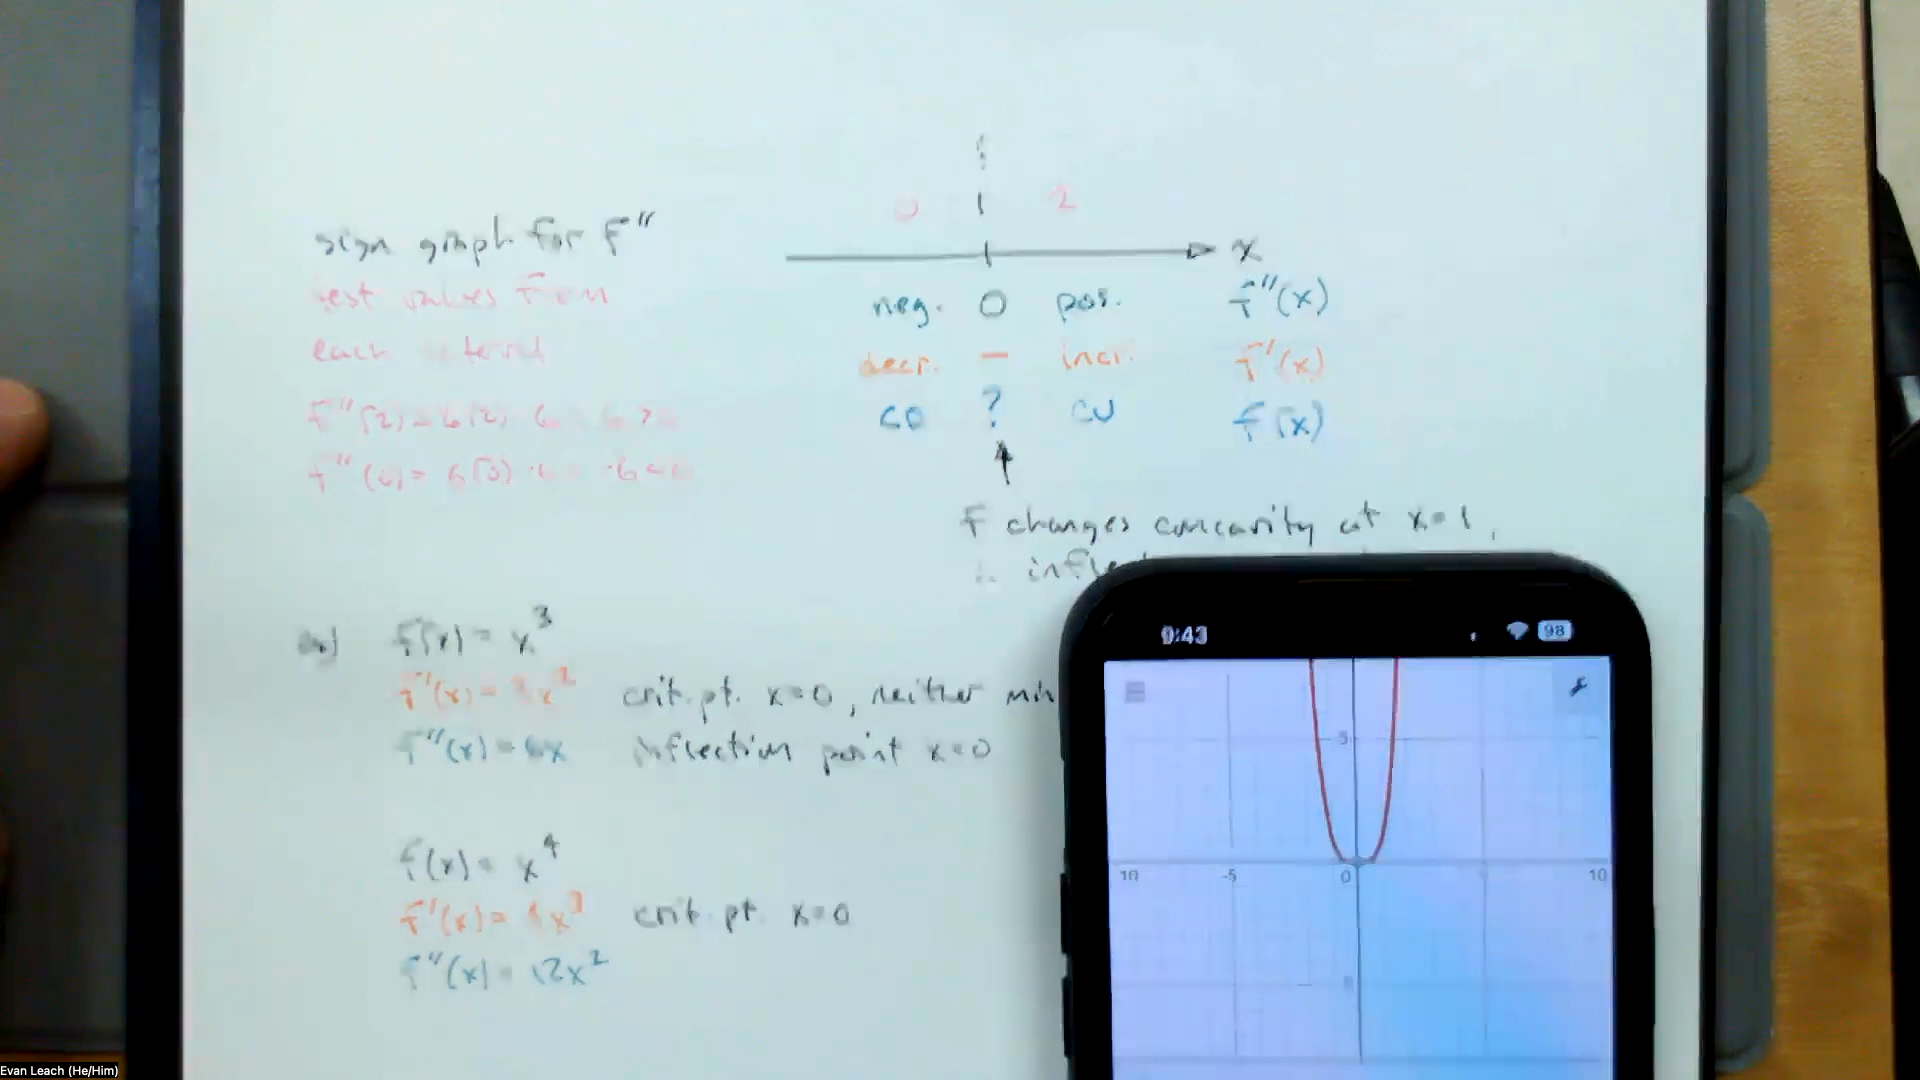 1
0 2
sign graph for f"
x
test values from
neg. 0 pos. f"(x)
each interval
decr. – incr. f'(x)
f"(2) = 6(2) - 6 = 6 > 0
CD ? CU f(x)
f"(0) = 6(0) - 6 = -6 < 0
f changes concavity at x=1,
∴
f(x) = x³
f'(x) = 3x² crit. pt. x=0, neither min
f"(x) = 6x inflection point x=0
f(x) = x⁴
f'(x) = 4x³ crit. pt. x=0
f"(x) = 12x²
9:43 98
5
-5 0 10
Evan Leach (He/Him)